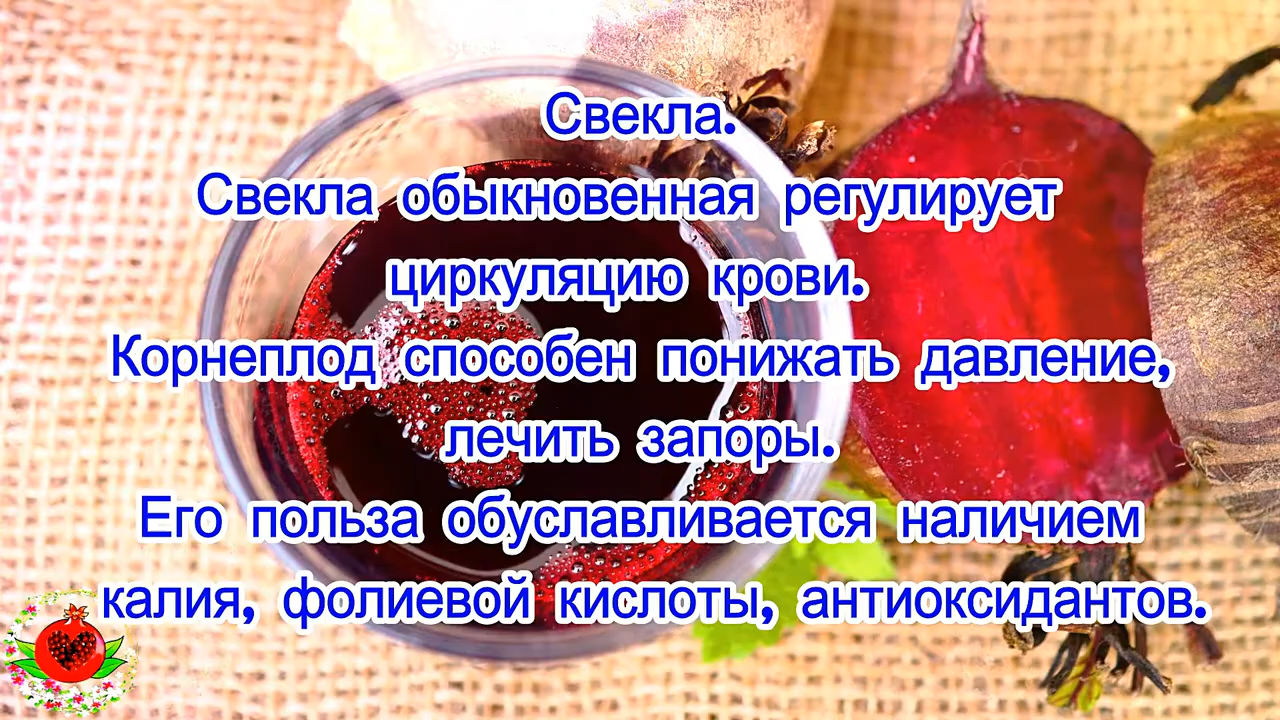 Свекла.
Свекла обыкновенная регулирует
циркуляцию крови.
Корнеплод способен понижать давление,
лечить запоры.
Его польза обуславливается наличием
калия, фолиевой кислоты, антиоксидантов.